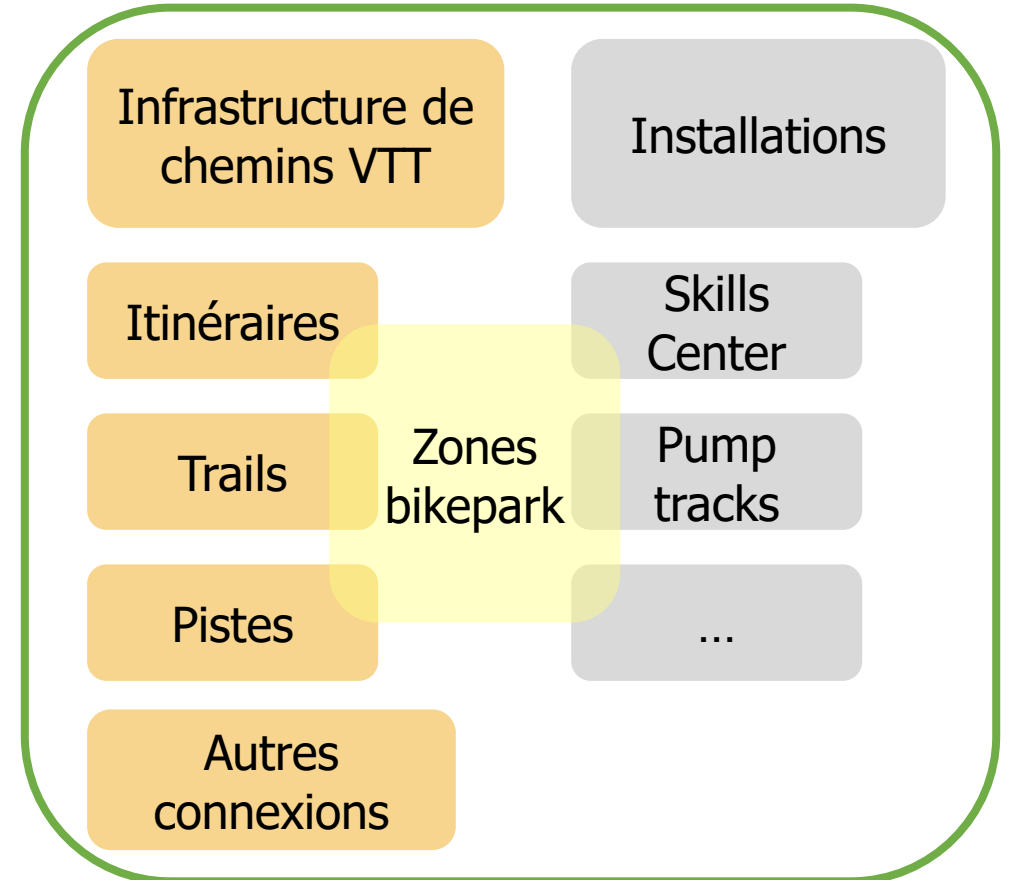 Infrastructure de
chemins VTT
Installations
Itinéraires
Skills
Center
Trails
Zones
bikepark
Pump
tracks
Pistes
…
Autres
connexions